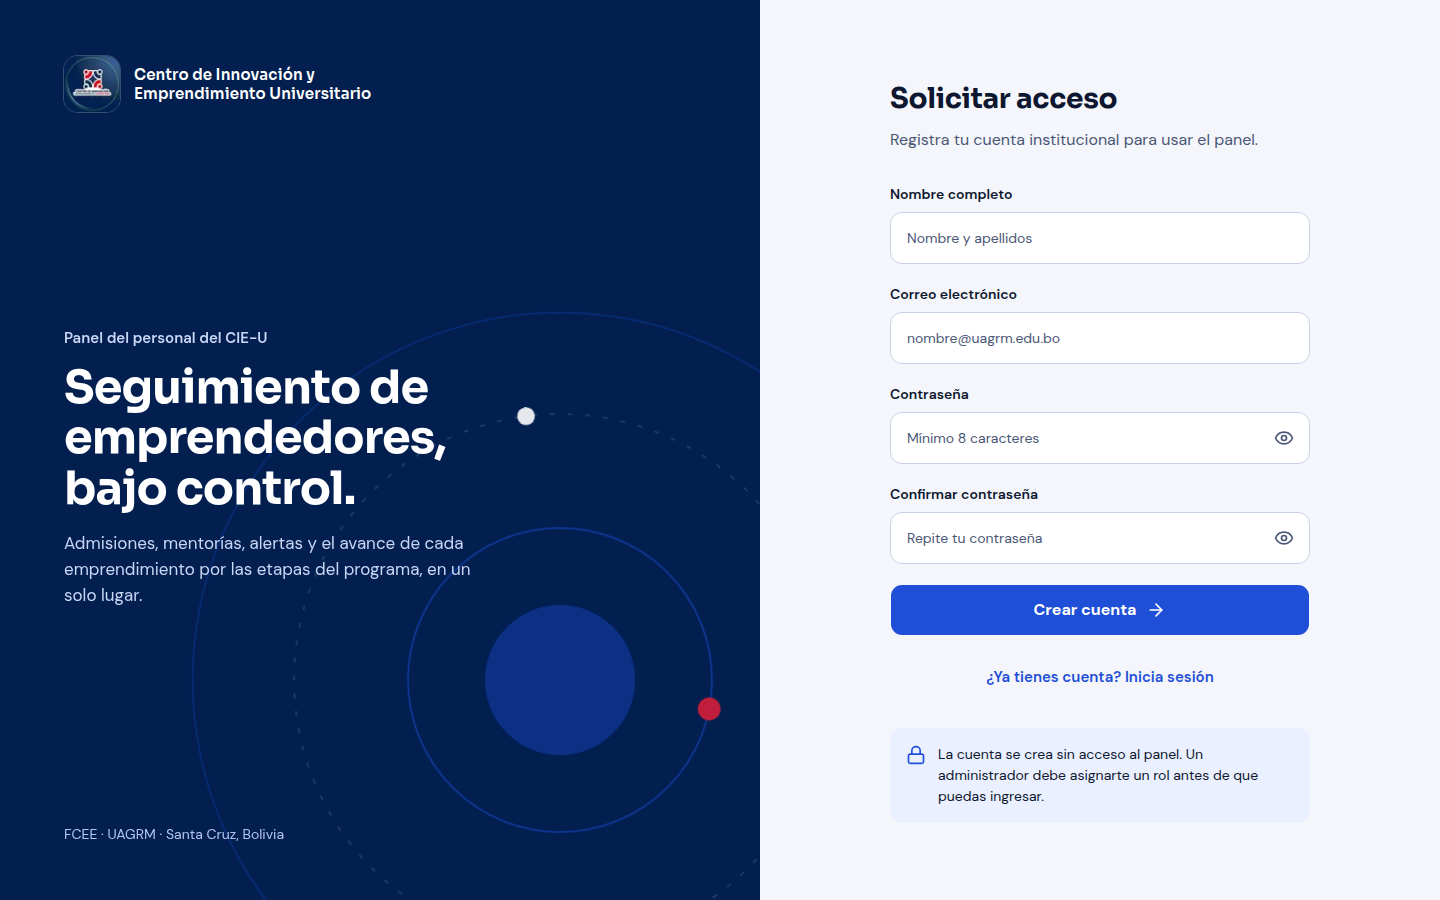 Centro de Innovación y
Emprendimiento Universitario
Panel del personal del CIE-U
Seguimiento de
emprendedores,
bajo control.
Admisiones, mentorías, alertas y el avance de cada
emprendimiento por las etapas del programa, en un
solo lugar.
FCEE · UAGRM · Santa Cruz, Bolivia
Solicitar acceso
Registra tu cuenta institucional para usar el panel.
Nombre completo
Nombre y apellidos
Correo electrónico
nombre@uagrm.edu.bo
Contraseña
Mínimo 8 caracteres
Confirmar contraseña
Repite tu contraseña
Crear cuenta
¿Ya tienes cuenta? Inicia sesión
La cuenta se crea sin acceso al panel. Un
administrador debe asignarte un rol antes de que
puedas ingresar.